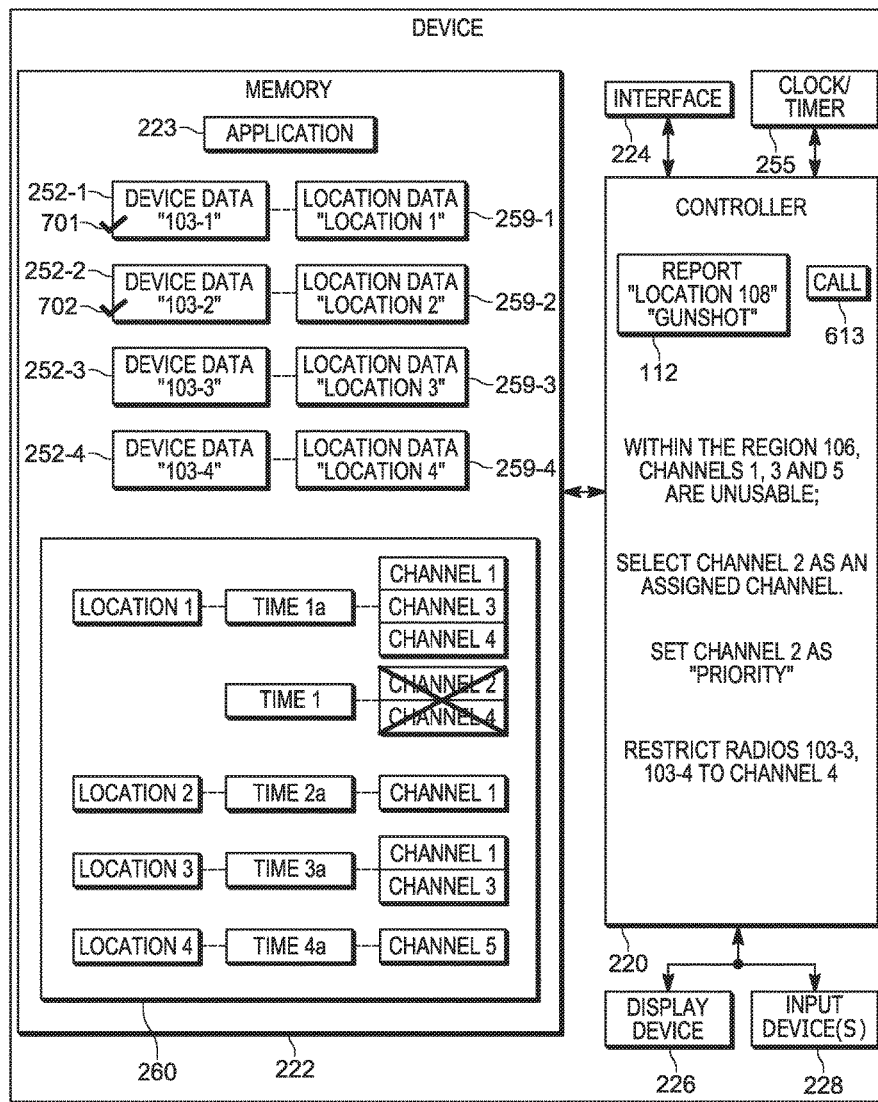 DEVICE
MEMORY
223
APPLICATION
252-1
701
DEVICE DATA
"103-1"
LOCATION DATA
"LOCATION 1"
259-1
252-2
702
DEVICE DATA
"103-2"
LOCATION DATA
"LOCATION 2"
259-2
252-3
DEVICE DATA
"103-3"
LOCATION DATA
"LOCATION 3"
259-3
252-4
DEVICE DATA
"103-4"
LOCATION DATA
"LOCATION 4"
259-4
LOCATION 1
TIME 1a
CHANNEL 1
CHANNEL 3
CHANNEL 4
TIME 1
CHANNEL 2
CHANNEL 4
LOCATION 2
TIME 2a
CHANNEL 1
LOCATION 3
TIME 3a
CHANNEL 1
CHANNEL 3
LOCATION 4
TIME 4a
CHANNEL 5
260
222
INTERFACE
224
CLOCK/
TIMER
255
CONTROLLER
REPORT
"LOCATION 108"
"GUNSHOT"
112
CALL
613
WITHIN THE REGION 106,
CHANNELS 1, 3 AND 5
ARE UNUSABLE;
SELECT CHANNEL 2 AS AN
ASSIGNED CHANNEL.
SET CHANNEL 2 AS
"PRIORITY"
RESTRICT RADIOS 103-3,
103-4 TO CHANNEL 4
220
DISPLAY
DEVICE
226
INPUT
DEVICE(S)
228